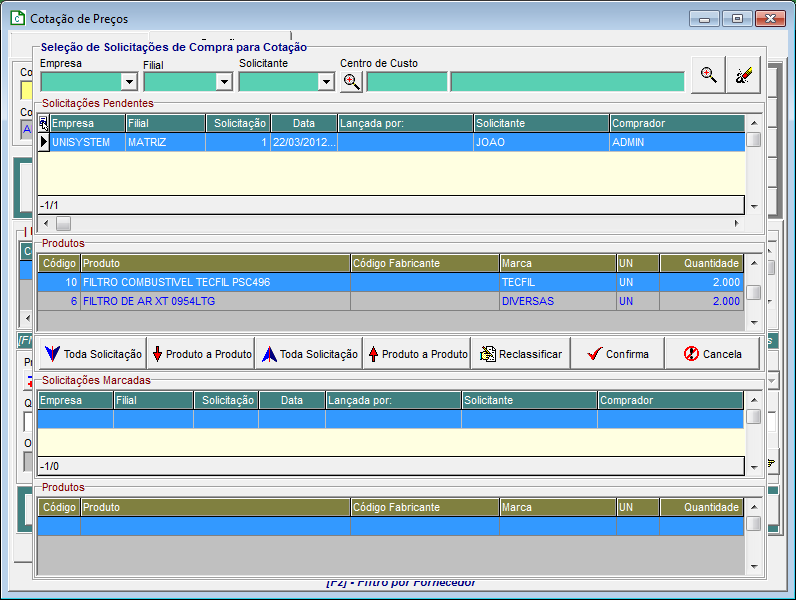 Cotação de Preços
Seleção de Solicitações de Compra para Cotação
Empresa Filial Solicitante Centro de Custo
Solicitações Pendentes
Empresa Filial Solicitação Data Lançada por: Solicitante Comprador
UNISYSTEM MATRIZ 1 22/03/2012... JOAO ADMIN
-1/1
Produtos
Código Produto Código Fabricante Marca UN Quantidade
10 FILTRO COMBUSTIVEL TECFIL PSC496 TECFIL UN 2.000
6 FILTRO DE AR XT 0954LTG DIVERSAS UN 2.000
Toda Solicitação Produto a Produto Toda Solicitação Produto a Produto Reclassificar Confirma Cancela
Solicitações Marcadas
Empresa Filial Solicitação Data Lançada por: Solicitante Comprador
-1/0
Produtos
Código Produto Código Fabricante Marca UN Quantidade
[F2] - Filtro por Fornecedor